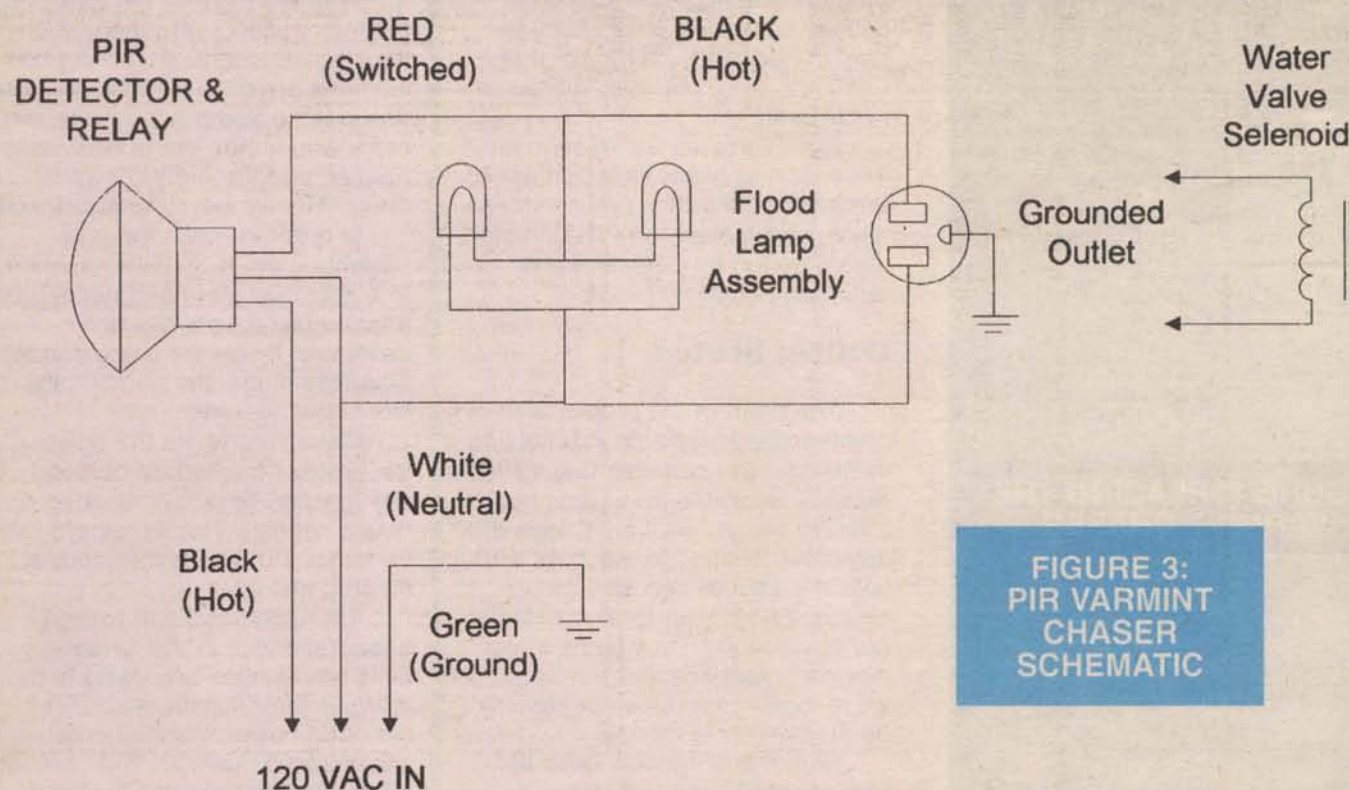 PIR
DETECTOR &
RELAY
RED
(Switched)
BLACK
(Hot)
Water
Valve
Selenoid
Flood
Lamp
Assembly
Grounded
Outlet
White
(Neutral)
Black
(Hot)
Green
(Ground)
120 VAC IN
FIGURE 3:
PIR VARMINT
CHASER
SCHEMATIC